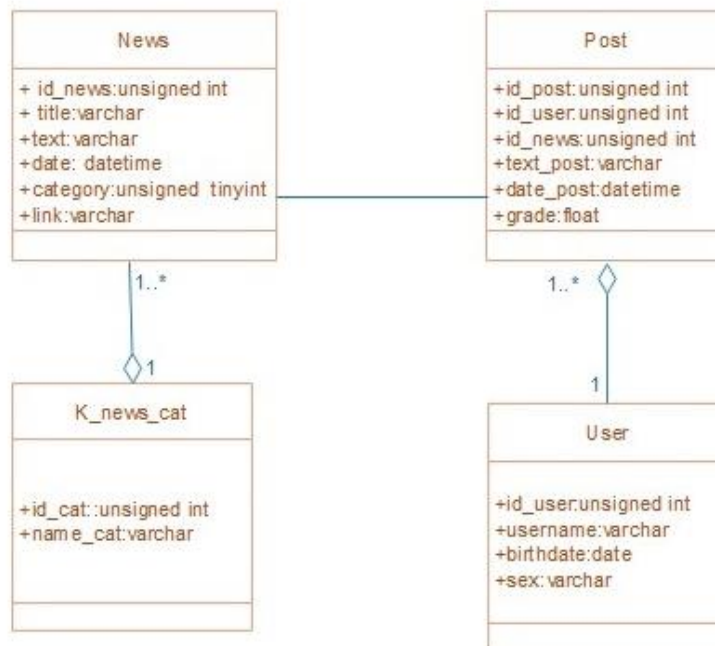 News
+ id_news:unsigned int
+ title:varchar
+text:varchar
+date: datetime
+category:unsigned tinyint
+link:varchar
Post
+id_post:unsigned int
+id_user:unsigned int
+id_news:unsigned int
+text_post:varchar
+date_post:datetime
+grade:float
1..*
1
K_news_cat
+id_cat::unsigned int
+name_cat:varchar
1..*
1
User
+id_user:unsigned int
+username:varchar
+birthdate:date
+sex:varchar